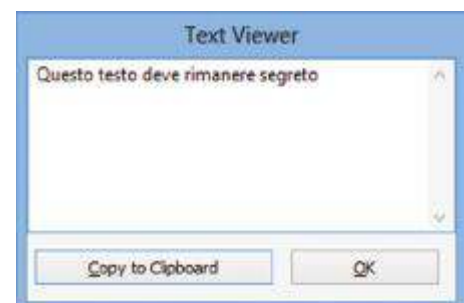 Text Viewer
Questo testo deve rimanere segreto
Copy to Clipboard
OK